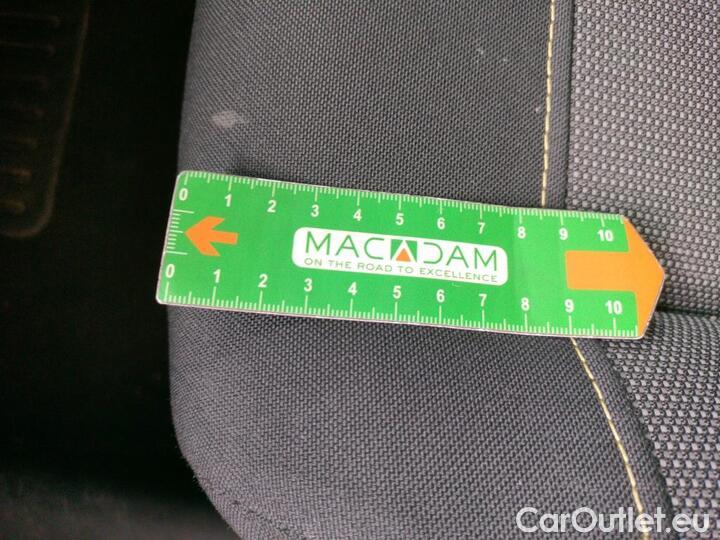 0 1 2 3 4 5 6 7 8 9 10
MACADAM
ON THE ROAD TO EXCELLENCE
0 1 2 3 4 5 6 7 8 9 10
CarOutlet.eu